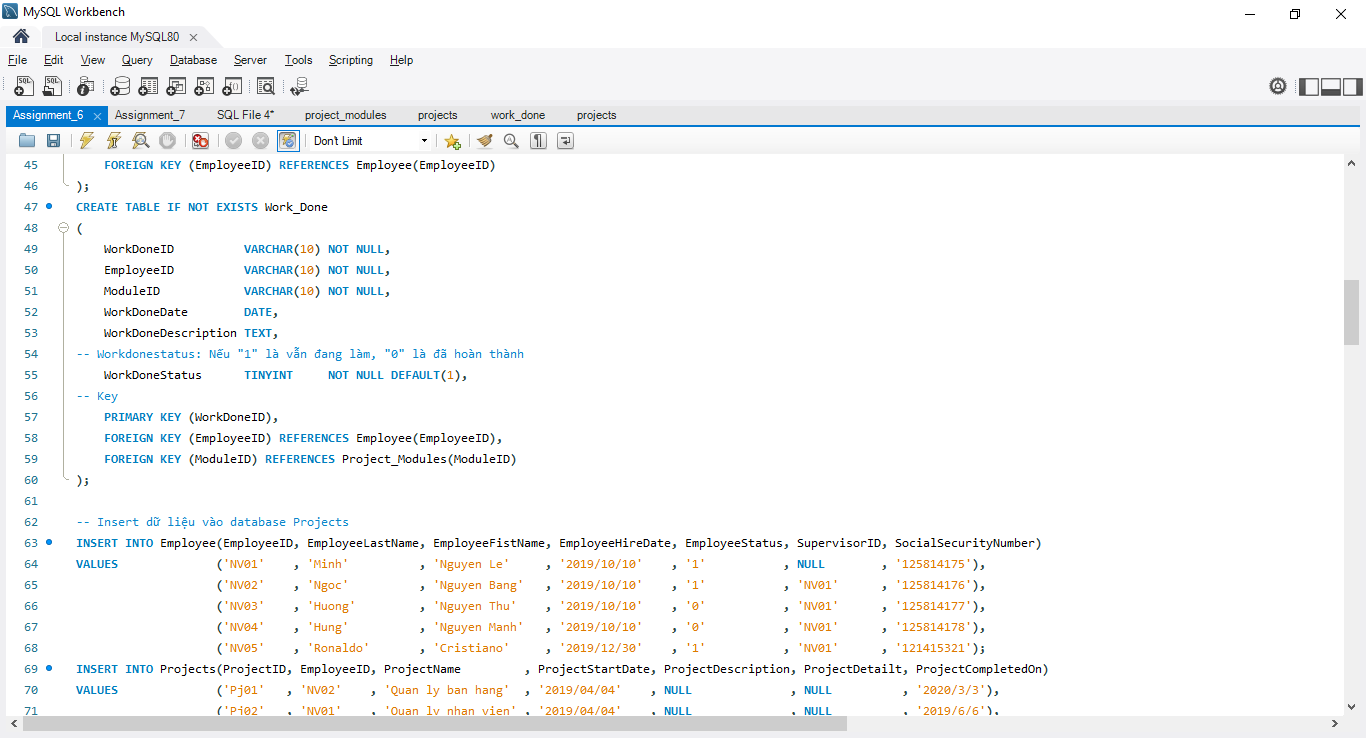 MySQL Workbench
Local instance MySQL80
File Edit View Query Database Server Tools Scripting Help
Assignment_6 Assignment_7 SQL File 4* project_modules projects work_done projects
Don't Limit
45 FOREIGN KEY (EmployeeID) REFERENCES Employee(EmployeeID)
46 );
47 CREATE TABLE IF NOT EXISTS Work_Done
48 (
49 WorkDoneID VARCHAR(10) NOT NULL,
50 EmployeeID VARCHAR(10) NOT NULL,
51 ModuleID VARCHAR(10) NOT NULL,
52 WorkDoneDate DATE,
53 WorkDoneDescription TEXT,
54 -- Workdonestatus: Nếu "1" là vẫn đang làm, "0" là đã hoàn thành
55 WorkDoneStatus TINYINT NOT NULL DEFAULT(1),
56 -- Key
57 PRIMARY KEY (WorkDoneID),
58 FOREIGN KEY (EmployeeID) REFERENCES Employee(EmployeeID),
59 FOREIGN KEY (ModuleID) REFERENCES Project_Modules(ModuleID)
60 );
61
62 -- Insert dữ liệu vào database Projects
63 INSERT INTO Employee(EmployeeID, EmployeeLastName, EmployeeFistName, EmployeeHireDate, EmployeeStatus, SupervisorID, SocialSecurityNumber)
64 VALUES ('NV01' , 'Minh' , 'Nguyen Le' , '2019/10/10' , '1' , NULL , '125814175'),
65 ('NV02' , 'Ngoc' , 'Nguyen Bang' , '2019/10/10' , '1' , 'NV01' , '125814176'),
66 ('NV03' , 'Huong' , 'Nguyen Thu' , '2019/10/10' , '0' , 'NV01' , '125814177'),
67 ('NV04' , 'Hung' , 'Nguyen Manh' , '2019/10/10' , '0' , 'NV01' , '125814178'),
68 ('NV05' , 'Ronaldo' , 'Cristiano' , '2019/12/30' , '1' , 'NV01' , '121415321');
69 INSERT INTO Projects(ProjectID, EmployeeID, ProjectName , ProjectStartDate, ProjectDescription, ProjectDetailt, ProjectCompletedOn)
70 VALUES ('Pj01' , 'NV02' , 'Quan ly ban hang' , '2019/04/04' , NULL , NULL , '2020/3/3'),
71 ('Pj02' , 'NV01' , 'Quan ly nhan vien' , '2019/04/04' , NULL , NULL , '2019/6/6'),